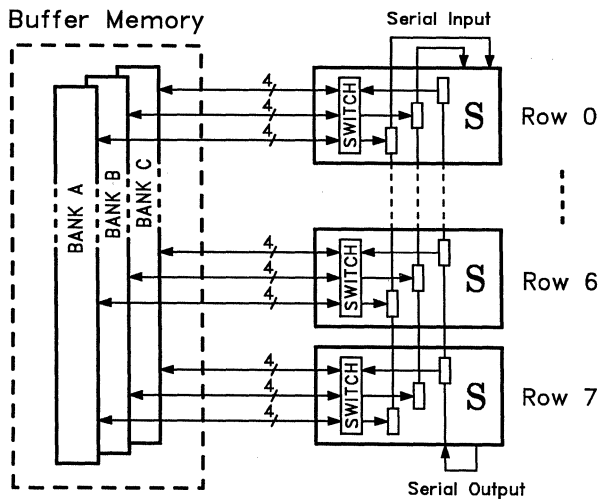 Buffer Memory
Serial Input
BANK A
BANK B
BANK C
4
4
4
SWITCH
S
Row 0
4
4
4
SWITCH
S
Row 6
4
4
4
SWITCH
S
Row 7
Serial Output